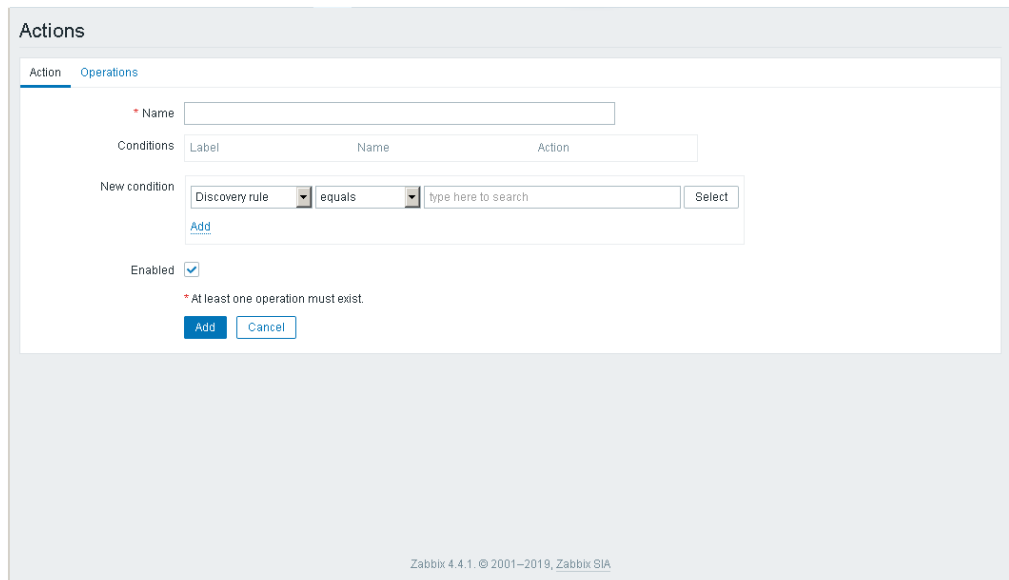 Actions
Action Operations
* Name
Conditions Label Name Action
New condition Discovery rule equals type here to search Select
Add
Enabled
* At least one operation must exist.
Add Cancel
Zabbix 4.4.1. © 2001–2019, Zabbix SIA